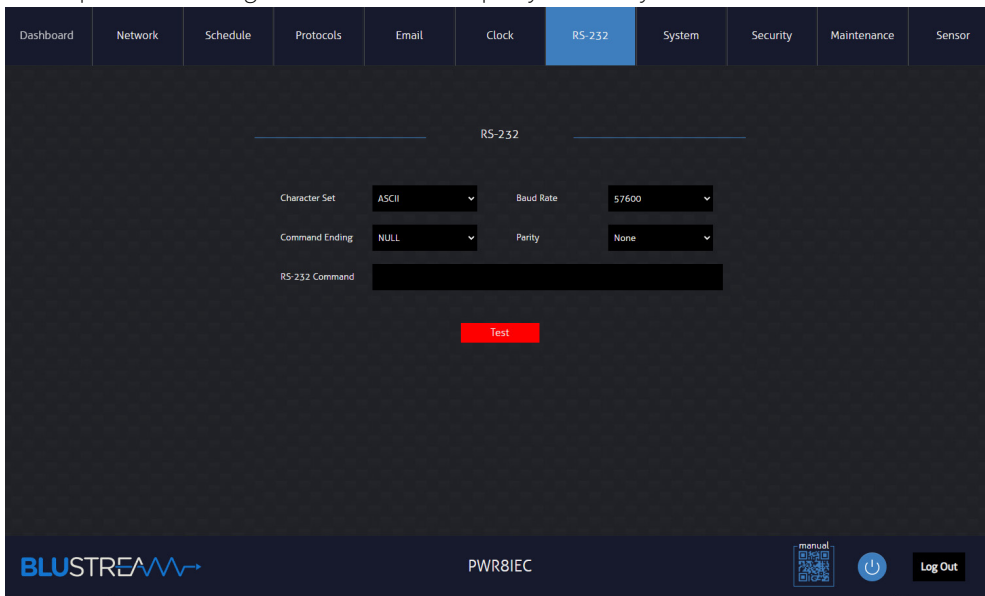 Dashboard Network Schedule Protocols Email Clock RS-232 System Security Maintenance Sensor
RS-232
Character Set ASCII Baud Rate 57600
Command Ending NULL Parity None
RS-232 Command
Test
BLUSTREAM PWR8IEC manual Log Out